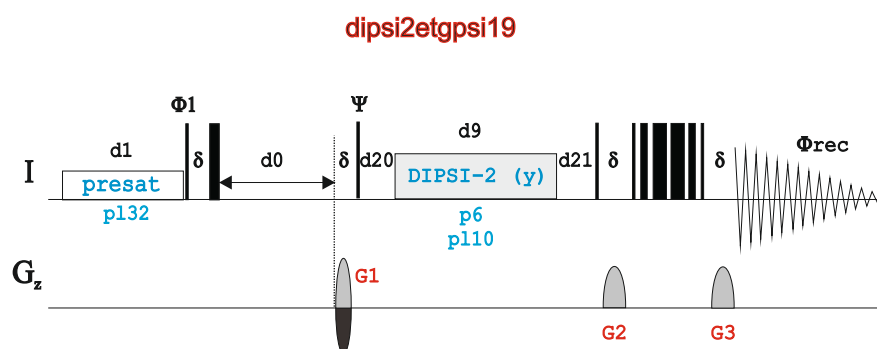 dipsi2etgpsi19
Φ1 Ψ
d1 d9
δ d0 δ d20 d21 δ δ Φrec
I presat DIPSI-2 (y)
pl32 p6
pl10
Gz G1
G2 G3